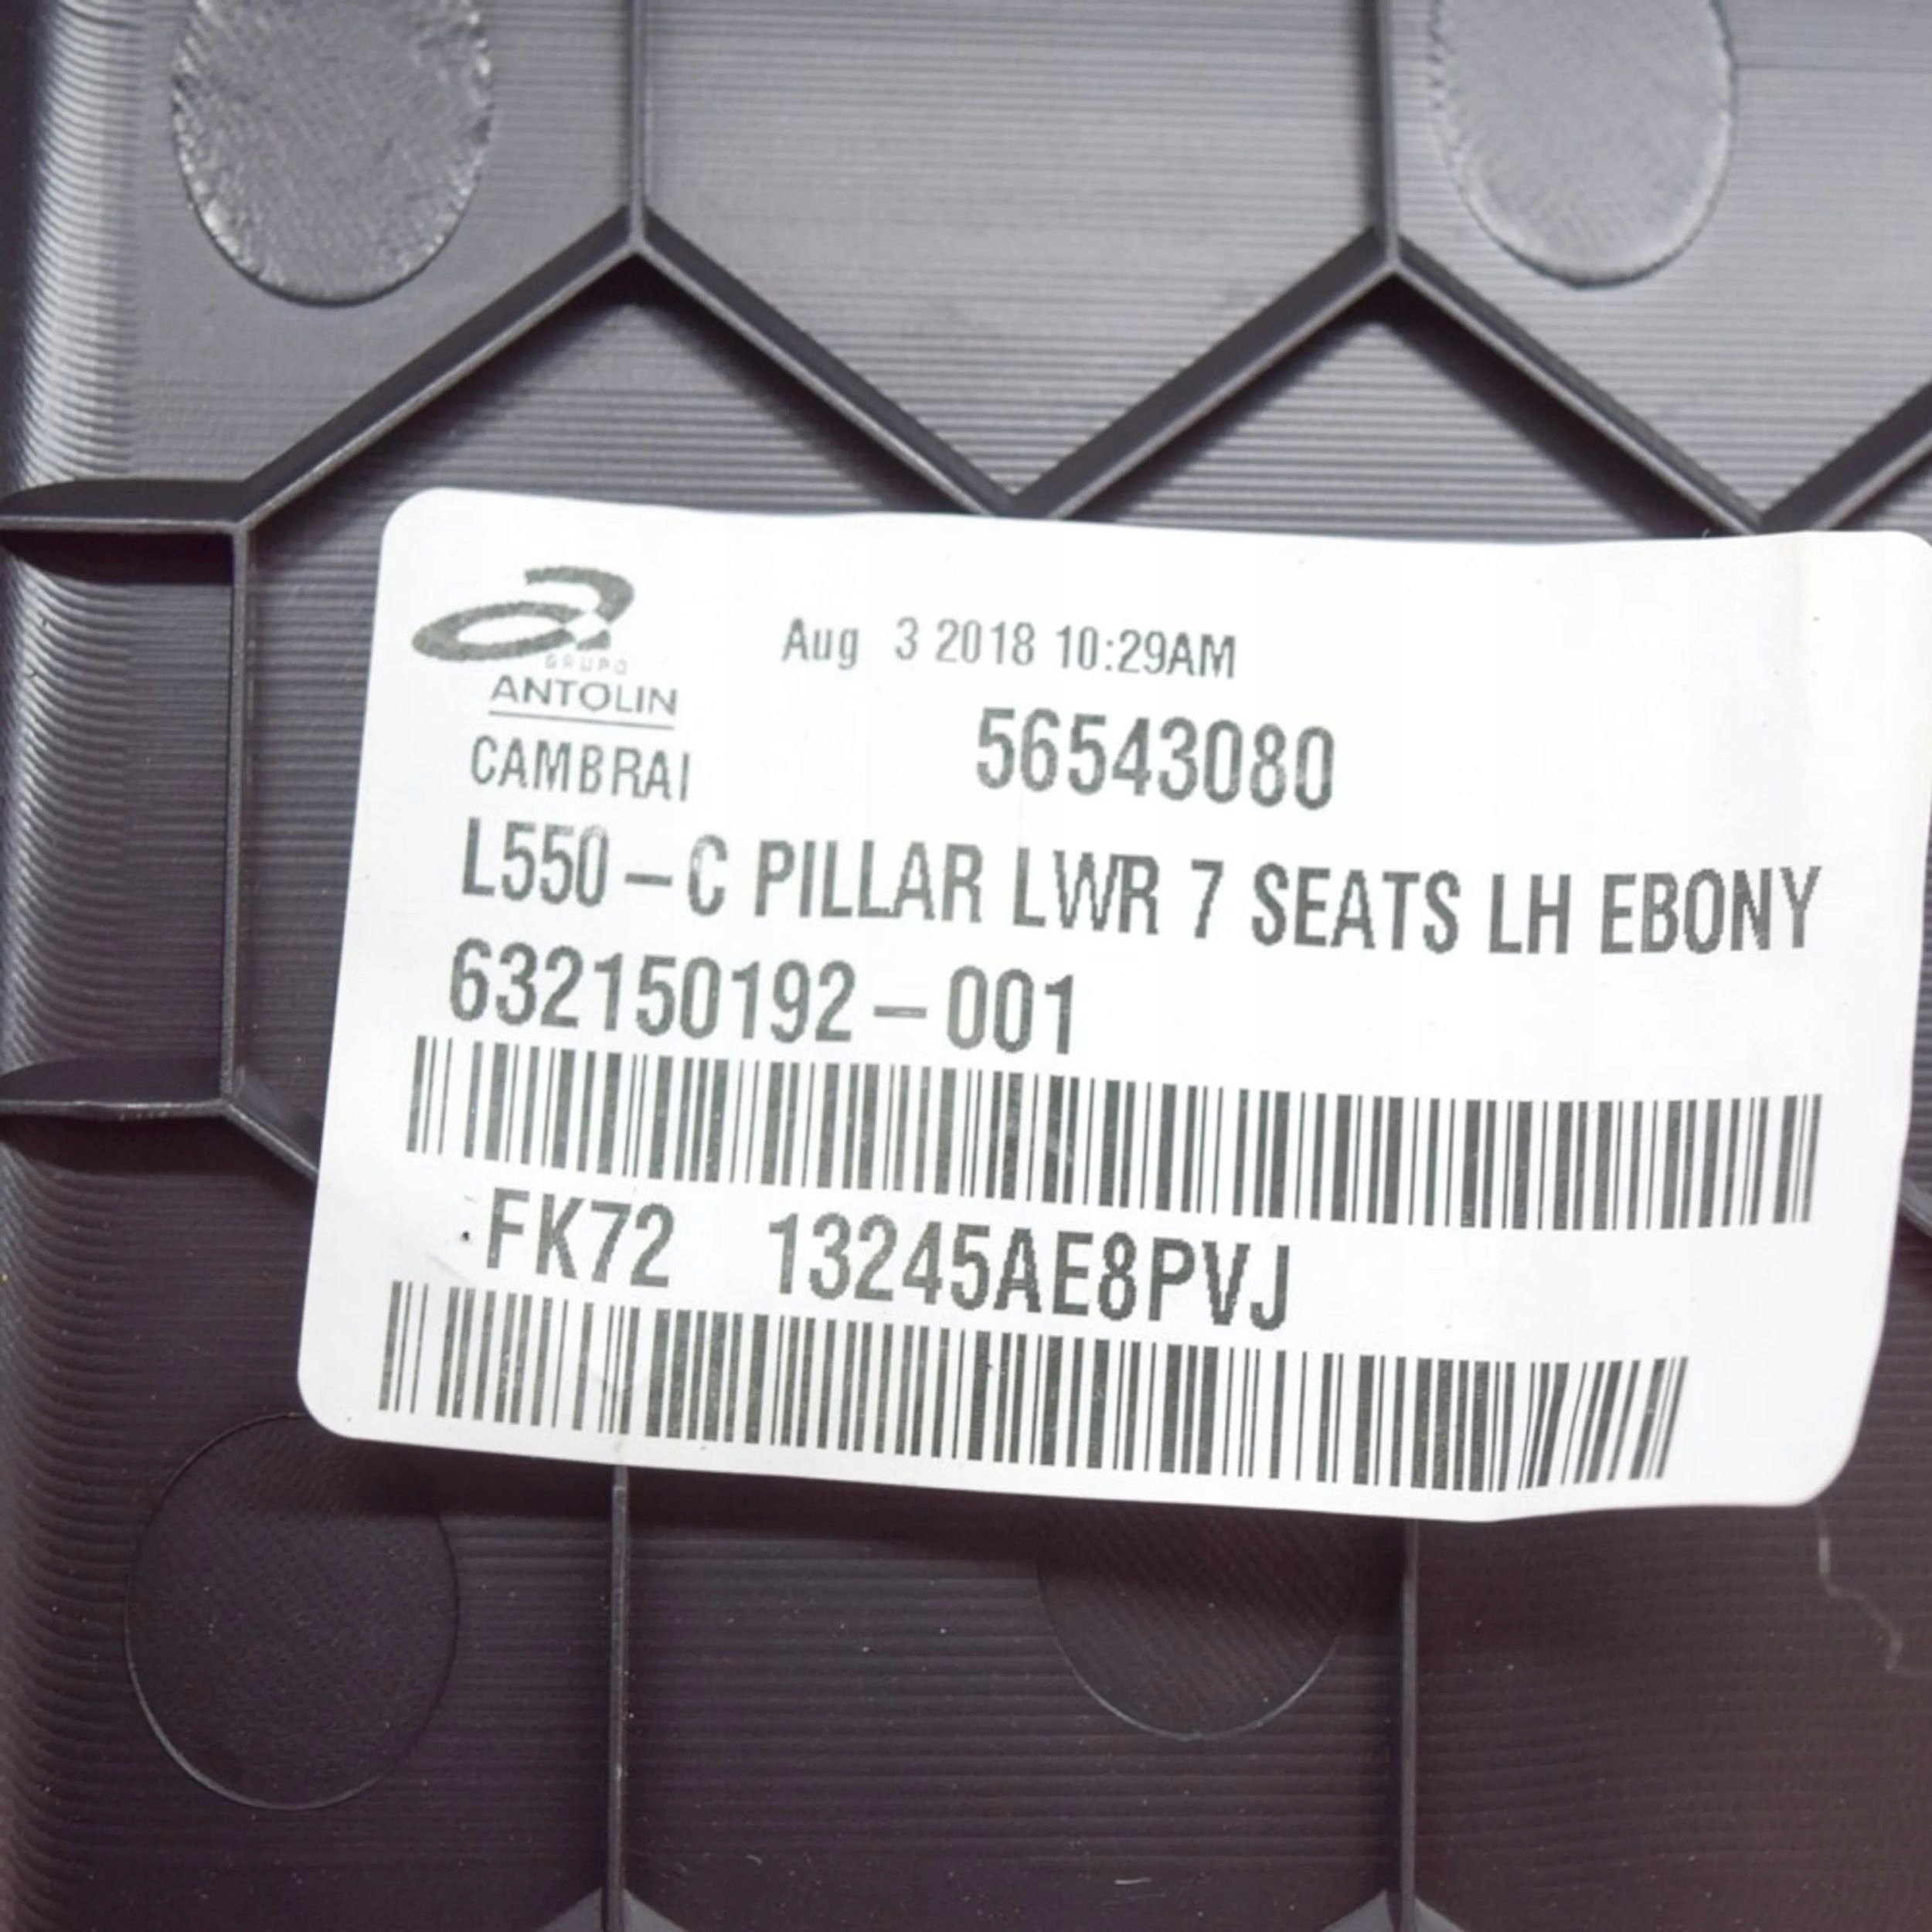 GRUPO
ANTOLIN
Aug 3 2018 10:29AM
CAMBRAI 56543080
L550-C PILLAR LWR 7 SEATS LH EBONY
632150192-001
FK72 13245AE8PVJ